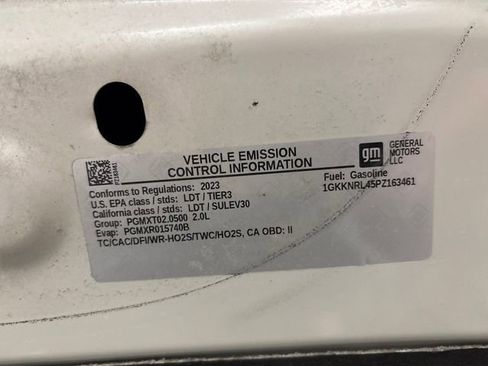 VEHICLE EMISSION
CONTROL INFORMATION
gm
GENERAL
MOTORS
LLC
Conforms to Regulations: 2023
Fuel: Gasoline
U.S. EPA class / stds: LDT / TIER3
1GKKNRL45PZ163461
California class / stds: LDT / SULEV30
Group: PGMXT02.0500 2.0L
Evap: PGMXR015740B
TC/CAC/DFI/WR-HO2S/TWC/HO2S, CA OBD: II